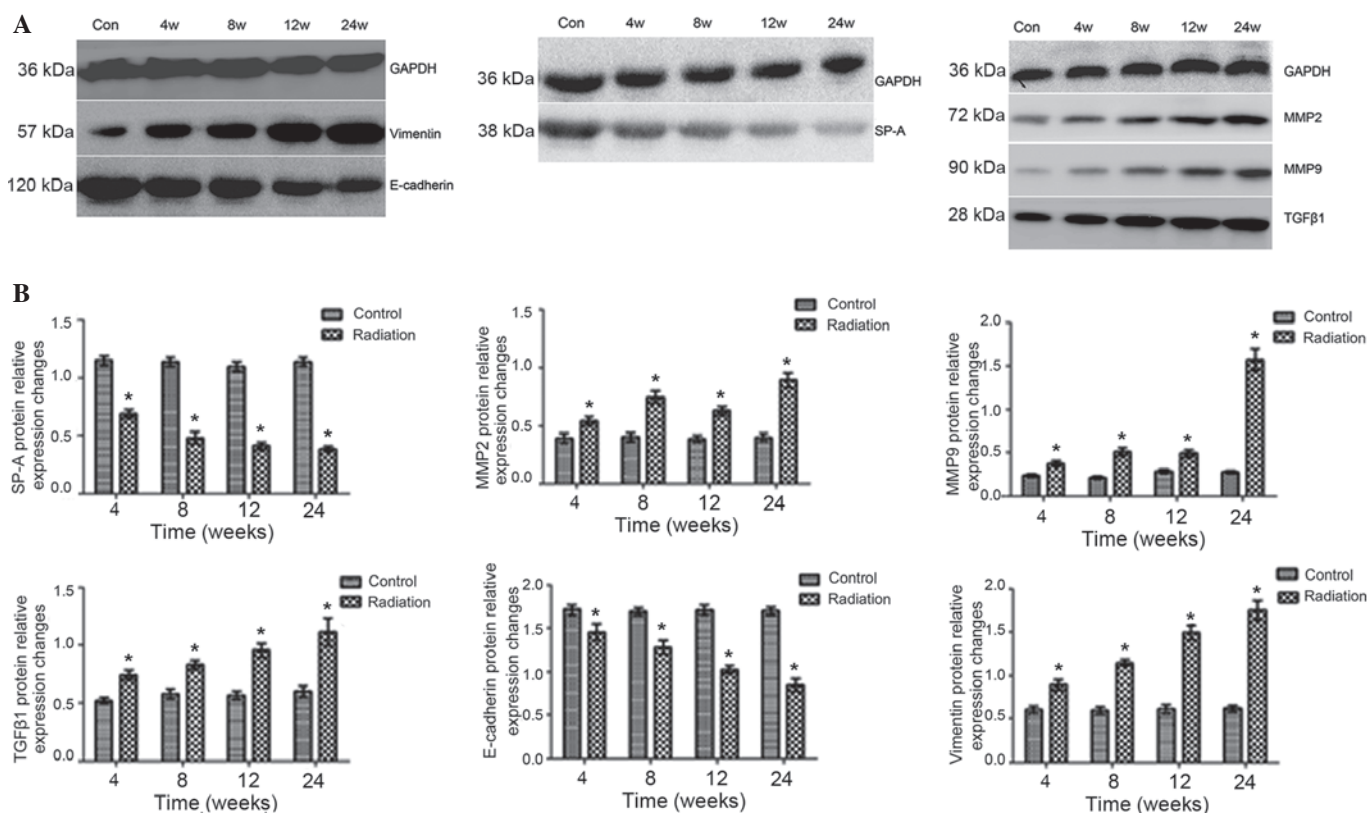 A
Con 4w 8w 12w 24w
36 kDa GAPDH
57 kDa Vimentin
120 kDa E-cadherin
Con 4w 8w 12w 24w
36 kDa GAPDH
38 kDa SP-A
Con 4w 8w 12w 24w
36 kDa GAPDH
72 kDa MMP2
90 kDa MMP9
28 kDa TGFβ1
B
SP-A protein relative
expression changes
1.5
1.0
0.5
0.0
Control
Radiation
* * * *
4 8 12 24
Time (weeks)
MMP2 protein relative
expression changes
1.5
1.0
0.5
0.0
Control
Radiation
* * * *
4 8 12 24
Time (weeks)
MMP9 protein relative
expression changes
2.0
1.5
1.0
0.5
0.0
Control
Radiation
* * * *
4 8 12 24
Time (weeks)
TGFβ1 protein relative
expression changes
1.5
1.0
0.5
0.0
Control
Radiation
* * * *
4 8 12 24
Time (weeks)
E-cadherin protein relative
expression changes
2.0
1.5
1.0
0.5
0.0
Control
Radiation
* * * *
4 8 12 24
Time (weeks)
Vimentin protein relative
expression changes
2.0
1.5
1.0
0.5
0.0
Control
Radiation
* * * *
4 8 12 24
Time (weeks)